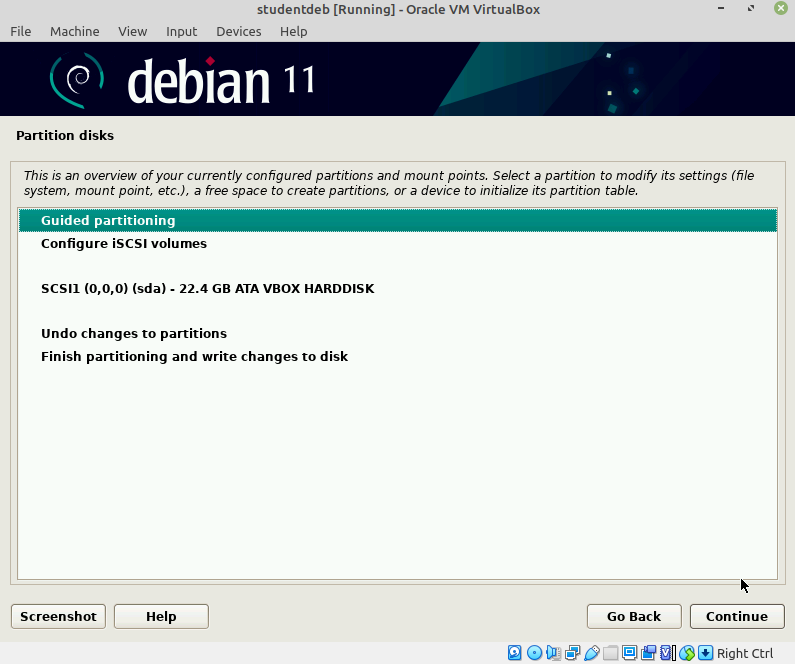 studentdeb [Running] - Oracle VM VirtualBox
File Machine View Input Devices Help
debian 11
Partition disks
This is an overview of your currently configured partitions and mount points. Select a partition to modify its settings (file
system, mount point, etc.), a free space to create partitions, or a device to initialize its partition table.
Guided partitioning
Configure iSCSI volumes
SCSI1 (0,0,0) (sda) - 22.4 GB ATA VBOX HARDDISK
Undo changes to partitions
Finish partitioning and write changes to disk
Screenshot Help Go Back Continue
Right Ctrl